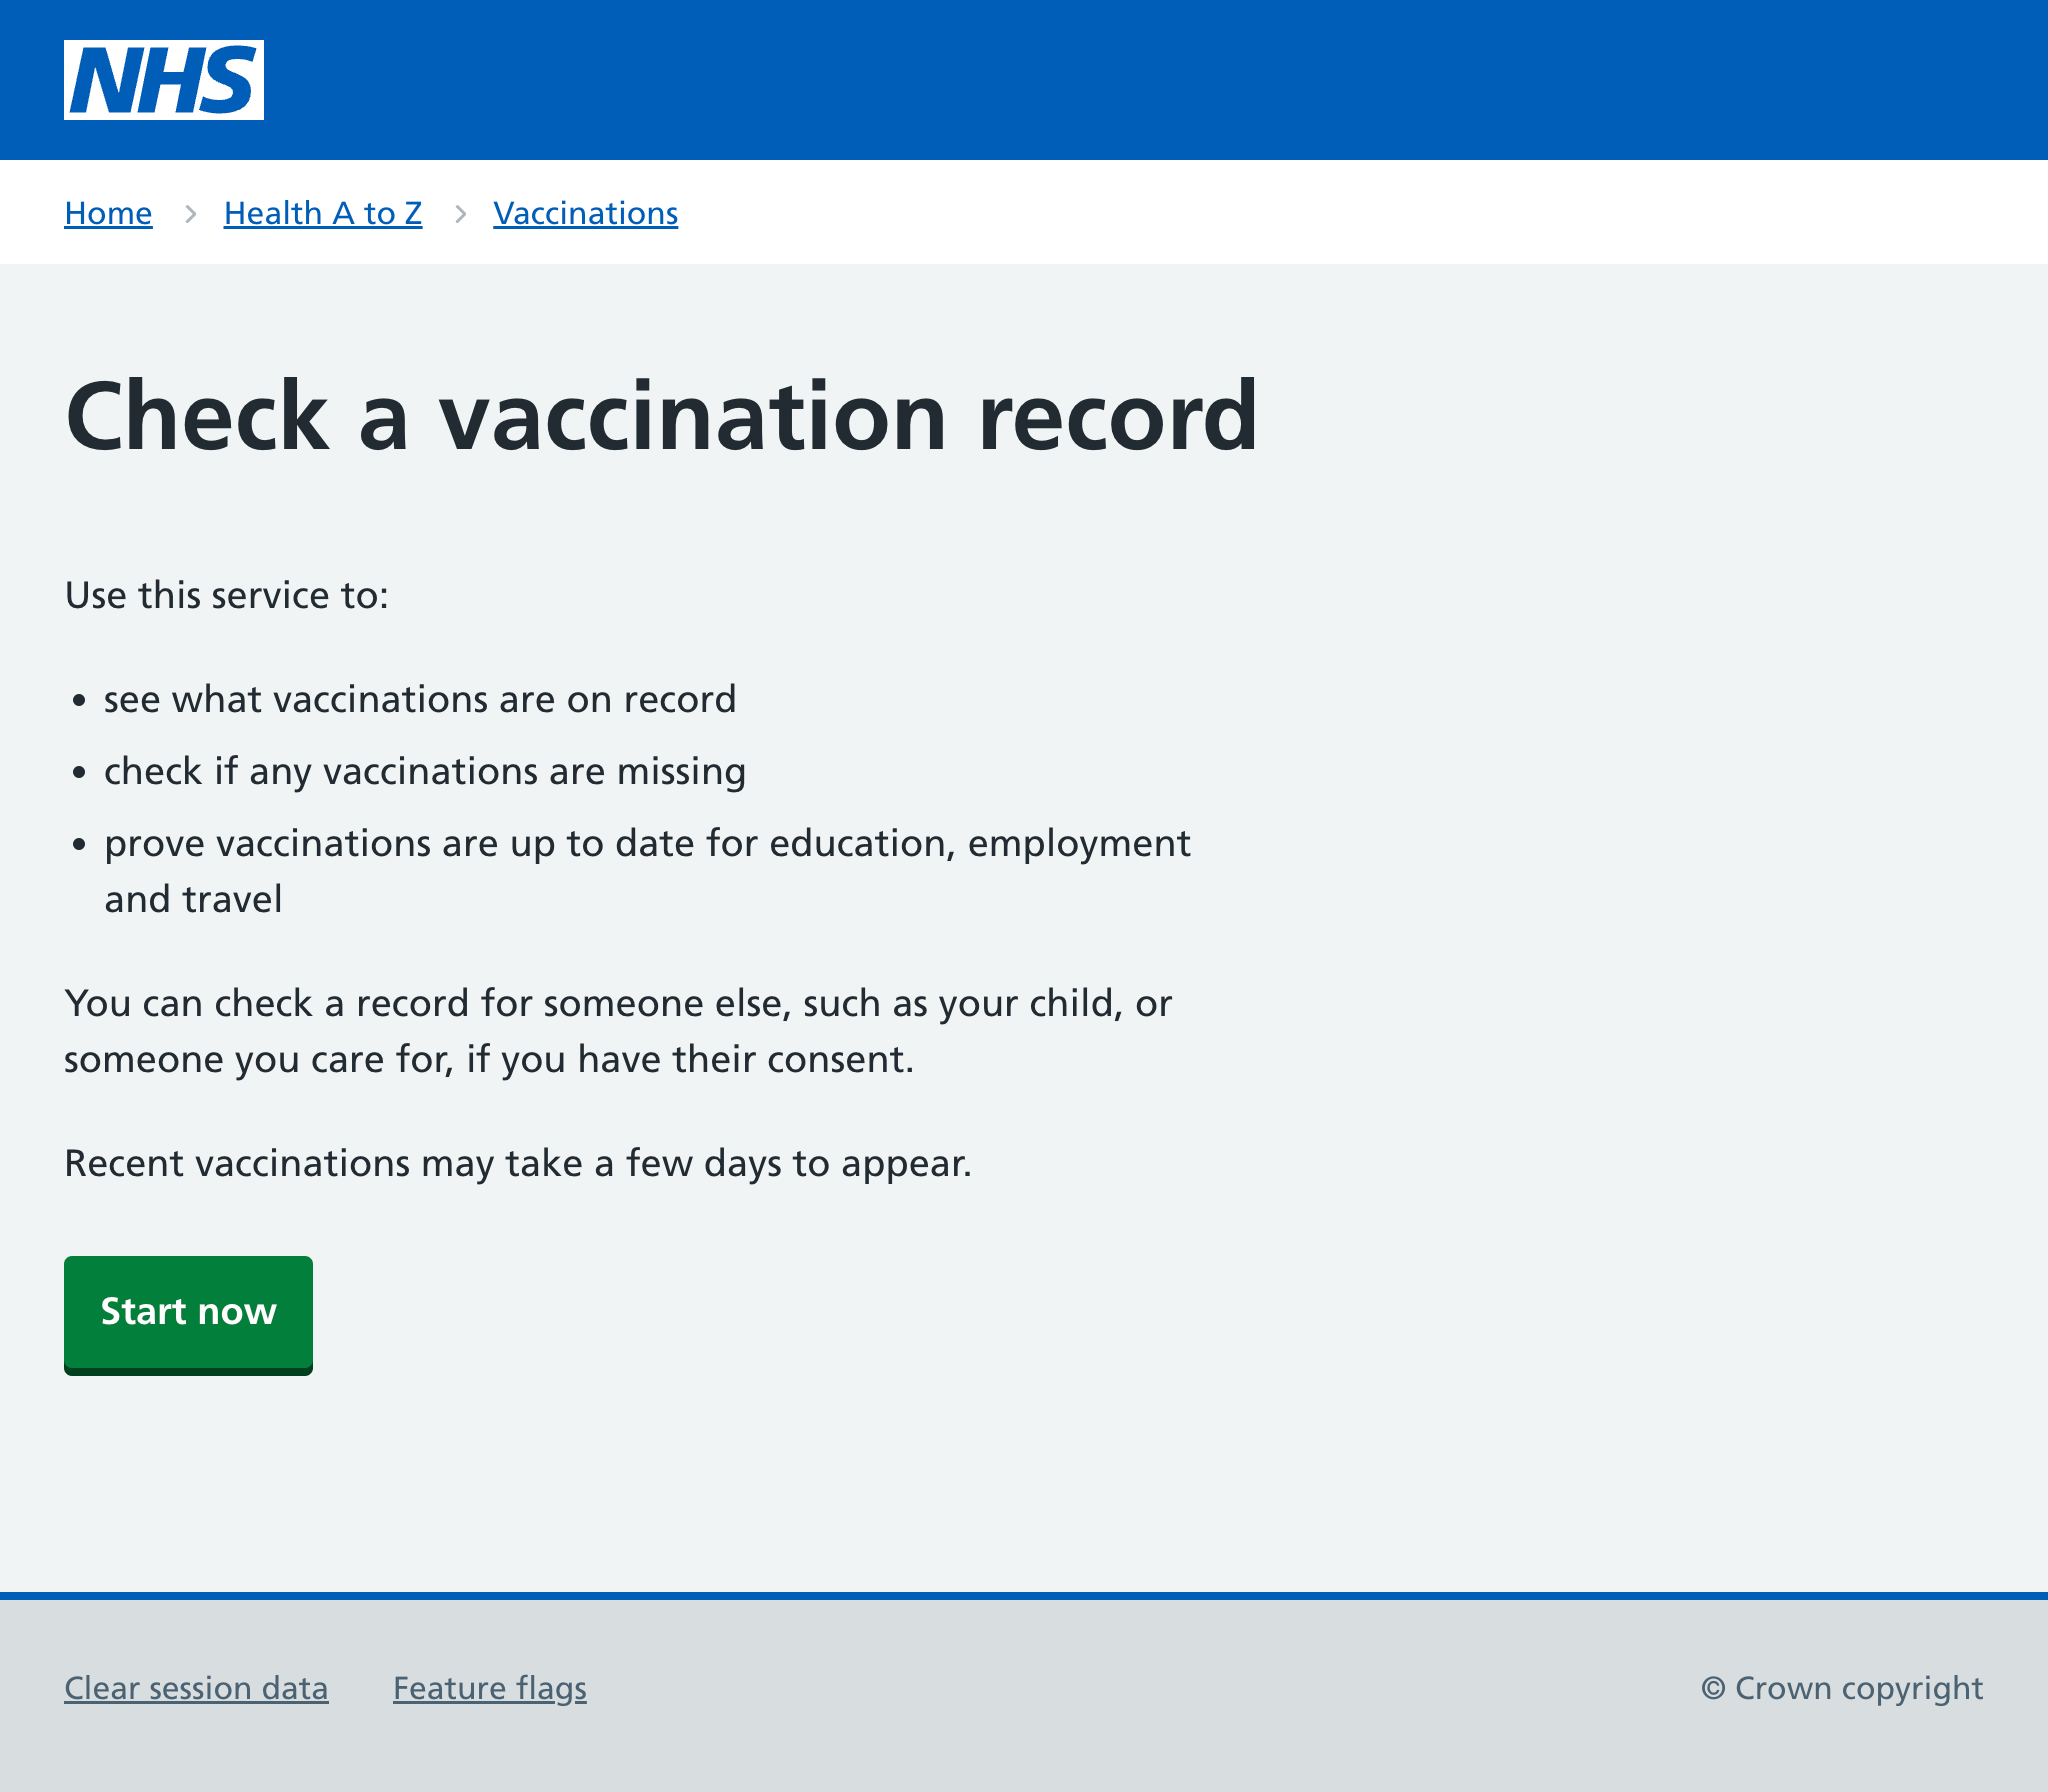 NHS
Home > Health A to Z > Vaccinations
Check a vaccination record
Use this service to:
• see what vaccinations are on record
• check if any vaccinations are missing
• prove vaccinations are up to date for education, employment
and travel
You can check a record for someone else, such as your child, or
someone you care for, if you have their consent.
Recent vaccinations may take a few days to appear.
Start now
Clear session data Feature flags © Crown copyright